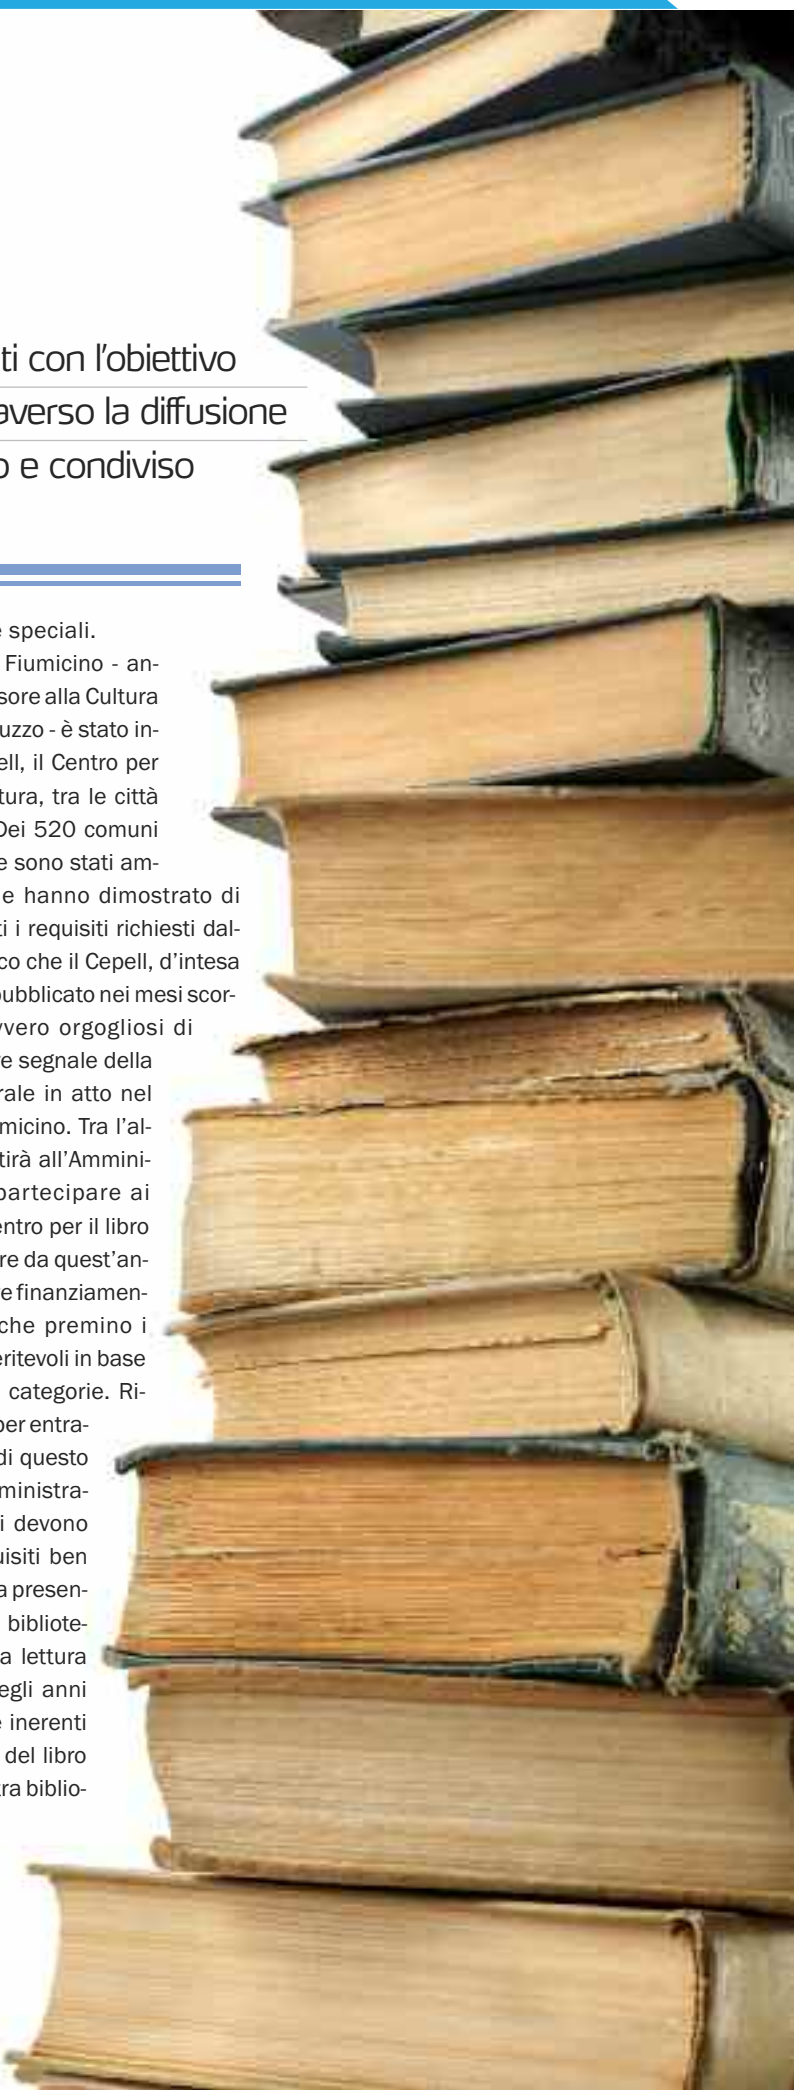 ti con l'obiettivo
averso la diffusione
o e condiviso
e speciali.
Fiumicino - an-
sore alla Cultura
uzzo - è stato in-
ell, il Centro per
tura, tra le città
Dei 520 comuni
e sono stati am-
e hanno dimostrato di
ti i requisiti richiesti dal-
co che il Cepell, d'intesa
pubblicato nei mesi scor-
vvero orgogliosi di
e segnale della
rale in atto nel
micino. Tra l'al-
tirà all'Ammini-
partecipare ai
entro per il libro
re da quest'an-
e finanziamen-
che premino i
eritevoli in base
categorie. Ri-
per entra-
di questo
ministra-
i devono
uisiti ben
a presen-
bibliote-
a lettura
egli anni
e inerenti
del libro
tra biblio-